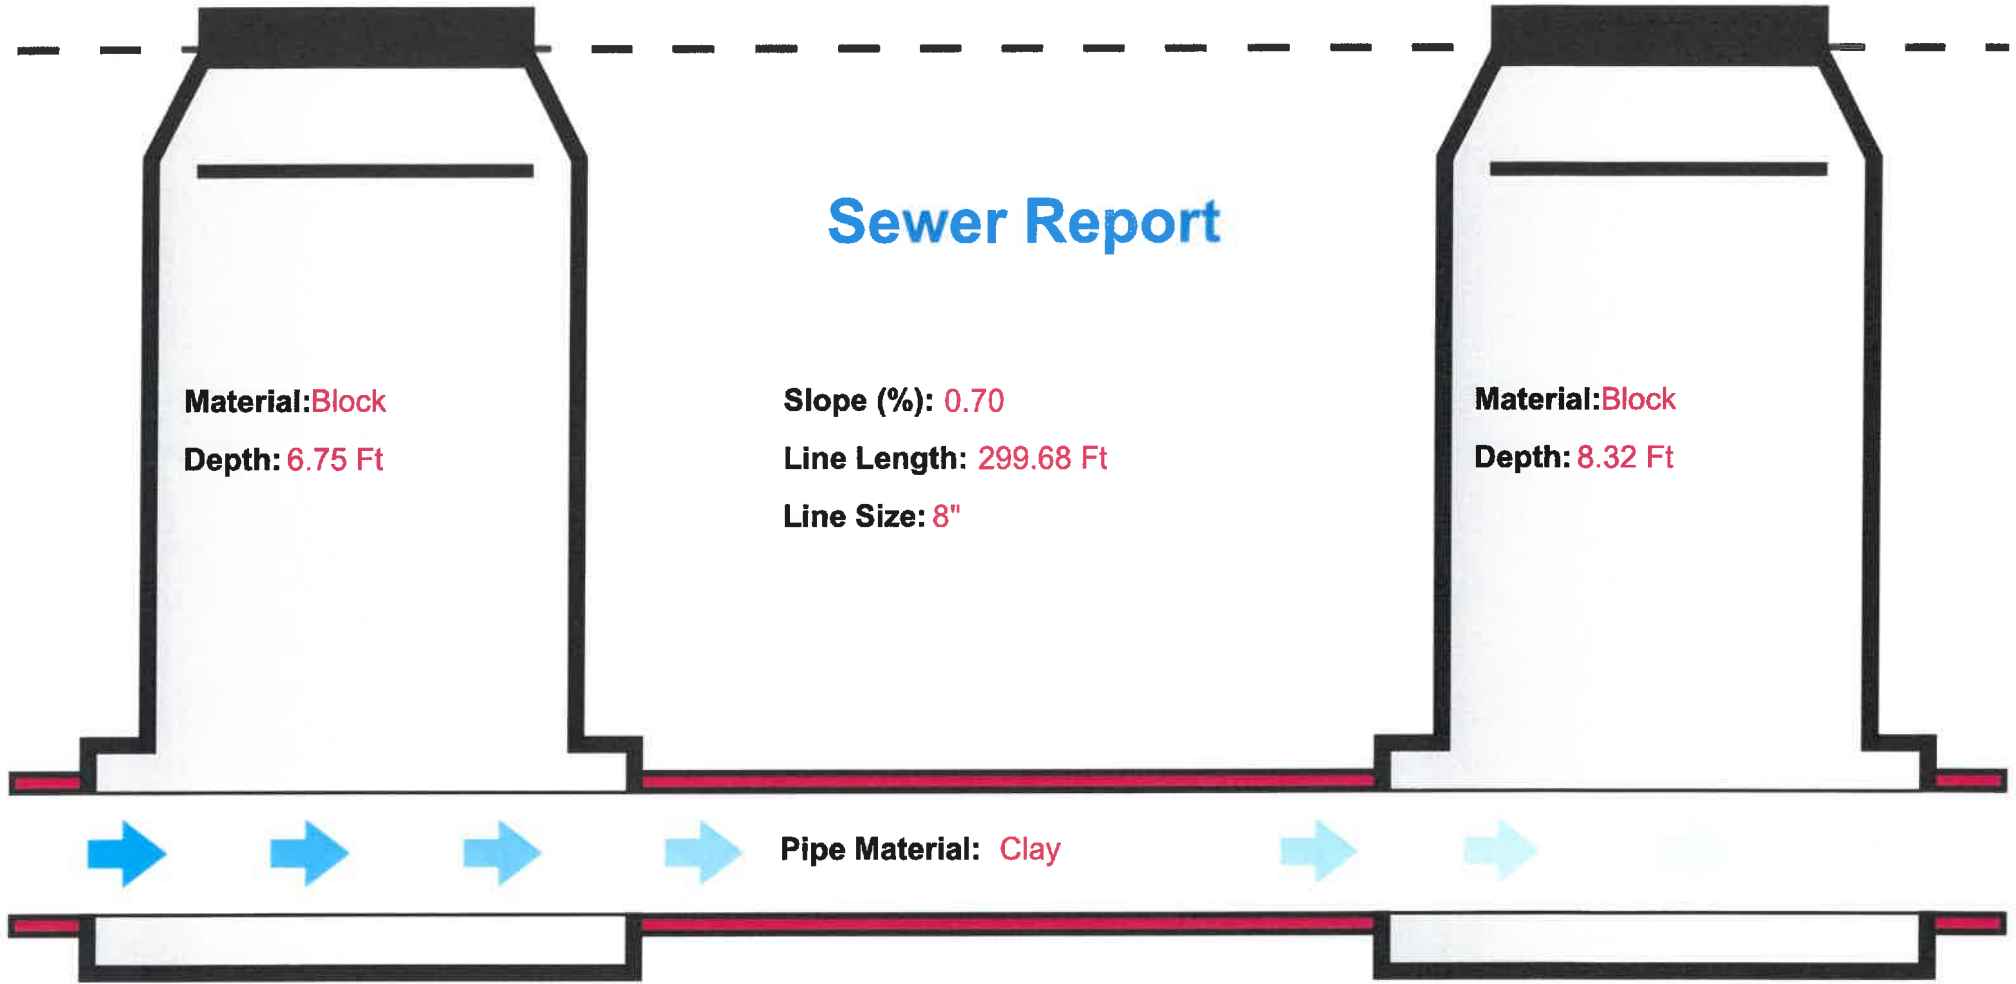 Sewer Report
Material:Block
Depth: 6.75 Ft
Slope (%): 0.70
Line Length: 299.68 Ft
Line Size: 8"
Material:Block
Depth: 8.32 Ft
Pipe Material: Clay